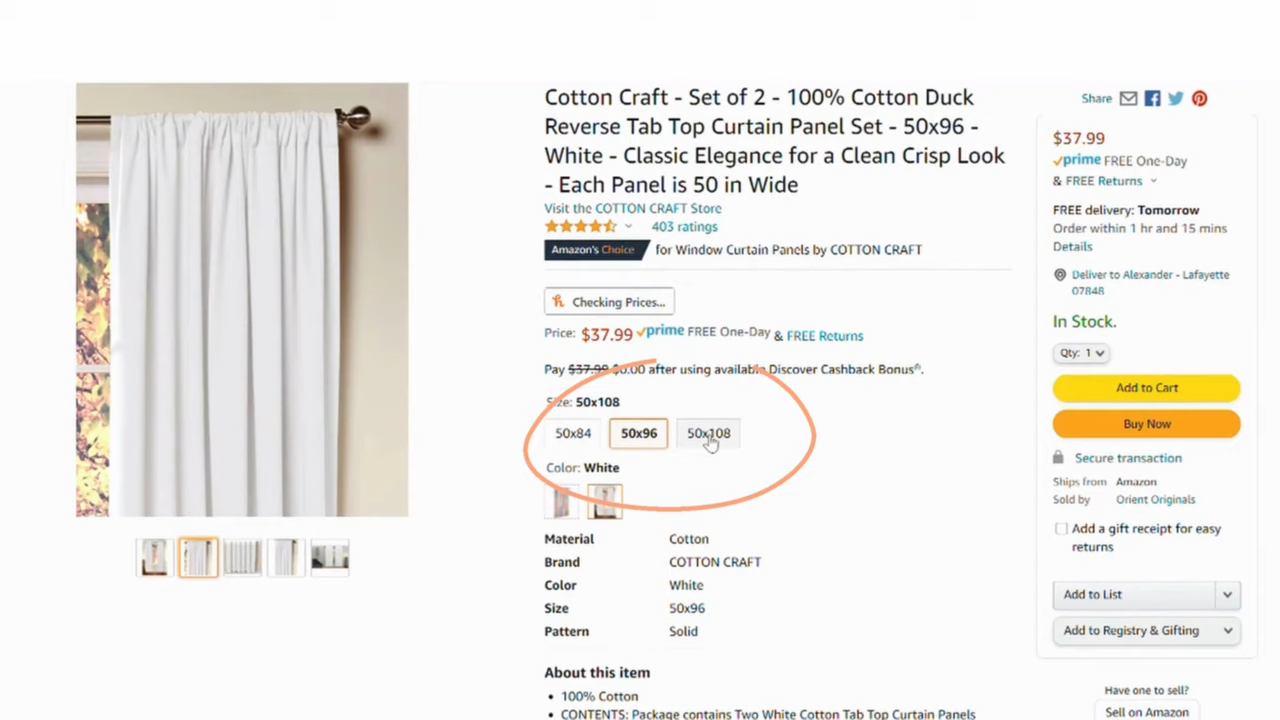 Cotton Craft - Set of 2 - 100% Cotton Duck
Reverse Tab Top Curtain Panel Set - 50x96 -
White - Classic Elegance for a Clean Crisp Look
- Each Panel is 50 in Wide
Visit the COTTON CRAFT Store
403 ratings
Amazon's Choice for Window Curtain Panels by COTTON CRAFT
Checking Prices...
Price: $37.99 prime FREE One-Day & FREE Returns
Pay $37.99 $0.00 after using available Discover Cashback Bonus®.
Size: 50x108
50x84 50x96 50x108
Color: White
Material Cotton
Brand COTTON CRAFT
Color White
Size 50x96
Pattern Solid
About this item
• 100% Cotton
• CONTENTS: Package contains Two White Cotton Tab Top Curtain Panels
Share
$37.99
prime FREE One-Day
& FREE Returns
FREE delivery: Tomorrow
Order within 1 hr and 15 mins
Details
Deliver to Alexander - Lafayette
07848
In Stock.
Qty: 1
Add to Cart
Buy Now
Secure transaction
Ships from Amazon
Sold by Orient Originals
Add a gift receipt for easy
returns
Add to List
Add to Registry & Gifting
Have one to sell?
Sell on Amazon